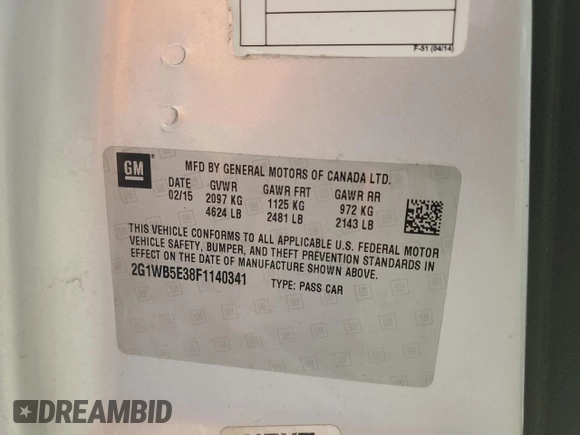 F-51 (04/14)
GM
MFD BY GENERAL MOTORS OF CANADA LTD.
DATE GVWR GAWR FRT GAWR RR
02/15 2097 KG 1125 KG 972 KG
4624 LB 2481 LB 2143 LB
THIS VEHICLE CONFORMS TO ALL APPLICABLE U.S. FEDERAL MOTOR
VEHICLE SAFETY, BUMPER, AND THEFT PREVENTION STANDARDS IN
EFFECT ON THE DATE OF MANUFACTURE SHOWN ABOVE.
2G1WB5E38F1140341 TYPE: PASS CAR
DREAMBID